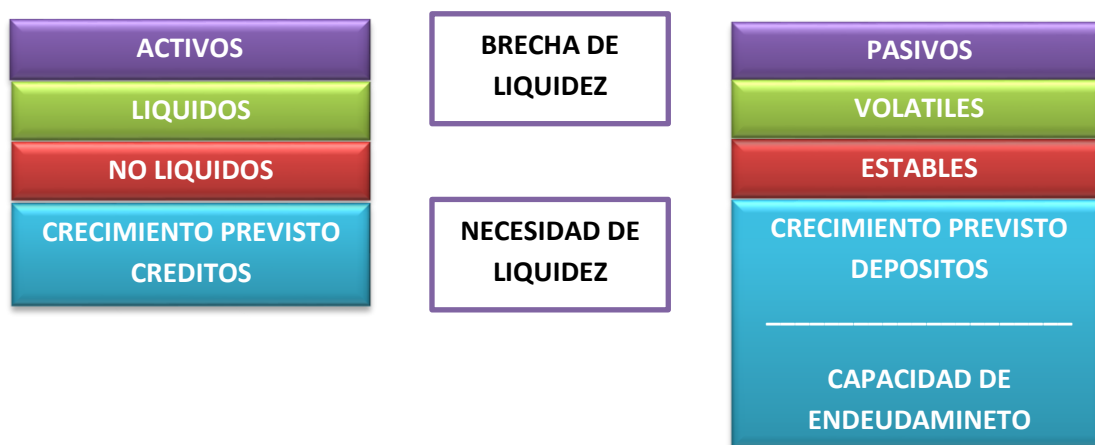 ACTIVOS
LIQUIDOS
NO LIQUIDOS
CRECIMIENTO PREVISTO
CREDITOS
BRECHA DE
LIQUIDEZ
NECESIDAD DE
LIQUIDEZ
PASIVOS
VOLATILES
ESTABLES
CRECIMIENTO PREVISTO
DEPOSITOS
CAPACIDAD DE
ENDEUDAMINETO